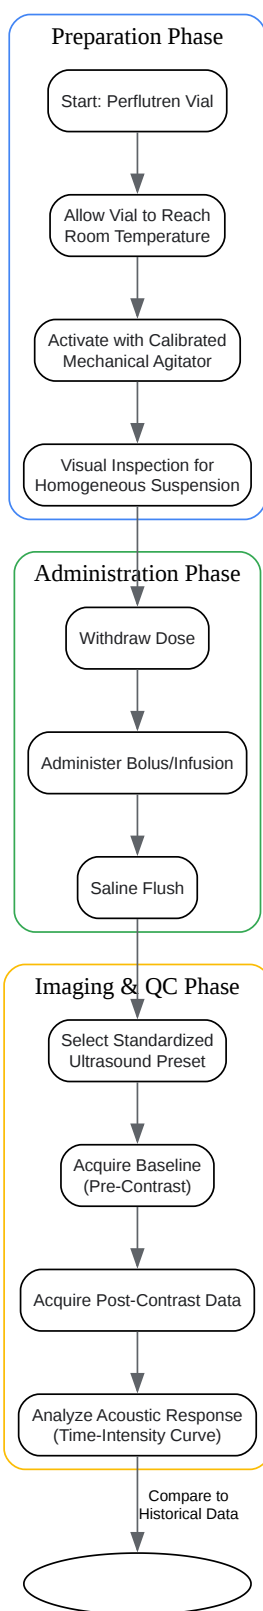 Preparation Phase
Start: Perflutren Vial
Allow Vial to Reach
Room Temperature
Activate with Calibrated
Mechanical Agitator
Visual Inspection for
Homogeneous Suspension
Administration Phase
Withdraw Dose
Administer Bolus/Infusion
Saline Flush
Imaging & QC Phase
Select Standardized
Ultrasound Preset
Acquire Baseline
(Pre-Contrast)
Acquire Post-Contrast Data
Analyze Acoustic Response
(Time-Intensity Curve)
Compare to
Historical Data